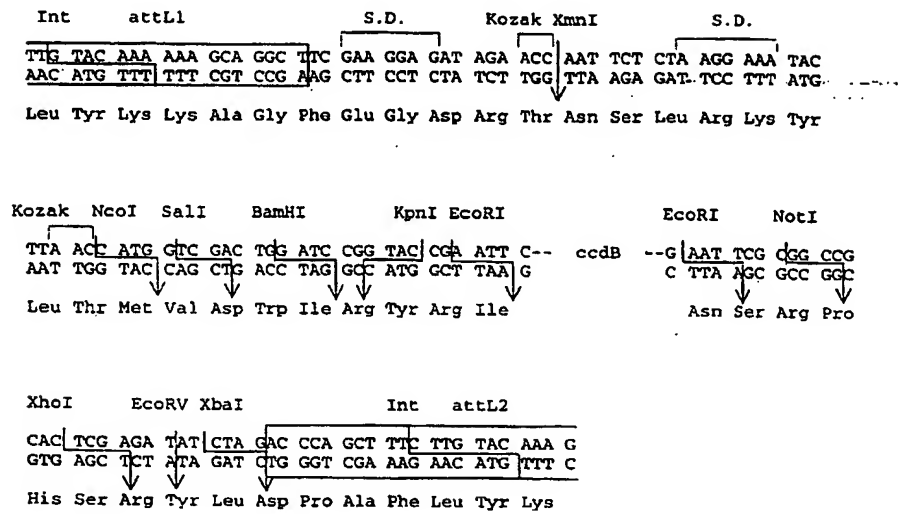 Int attL1 S.D. Kozak XmnI S.D.
TTG TAC AAA AAA GCA GGC TTC GAA GGA GAT AGA ACC AAT TCT CTA AGG AAA TAC
AAC ATG TTT TTT CGT CCG AAG CTT CCT CTA TCT TGG TTA AGA GAT TCC TTT ATG
Leu Tyr Lys Lys Ala Gly Phe Glu Gly Asp Arg Thr Asn Ser Leu Arg Lys Tyr
Kozak NcoI SalI BamHI KpnI EcoRI EcoRI NotI
TTA ACC ATG GTC GAC TGG ATC CGG TAC CGA ATT C-- ccdB --G AAT TCG CGG CCG
AAT TGG TAC CAG CTG ACC TAG GCC ATG GCT TAA G C TTA AGC GCC GGC
Leu Thr Met Val Asp Trp Ile Arg Tyr Arg Ile Asn Ser Arg Pro
XhoI EcoRV XbaI Int attL2
CAC TCG AGA TAT CTA GAC CCA GCT TTC TTG TAC AAA G
GTG AGC TCT ATA GAT CTG GGT CGA AAG AAC ATG TTT C
His Ser Arg Tyr Leu Asp Pro Ala Phe Leu Tyr Lys